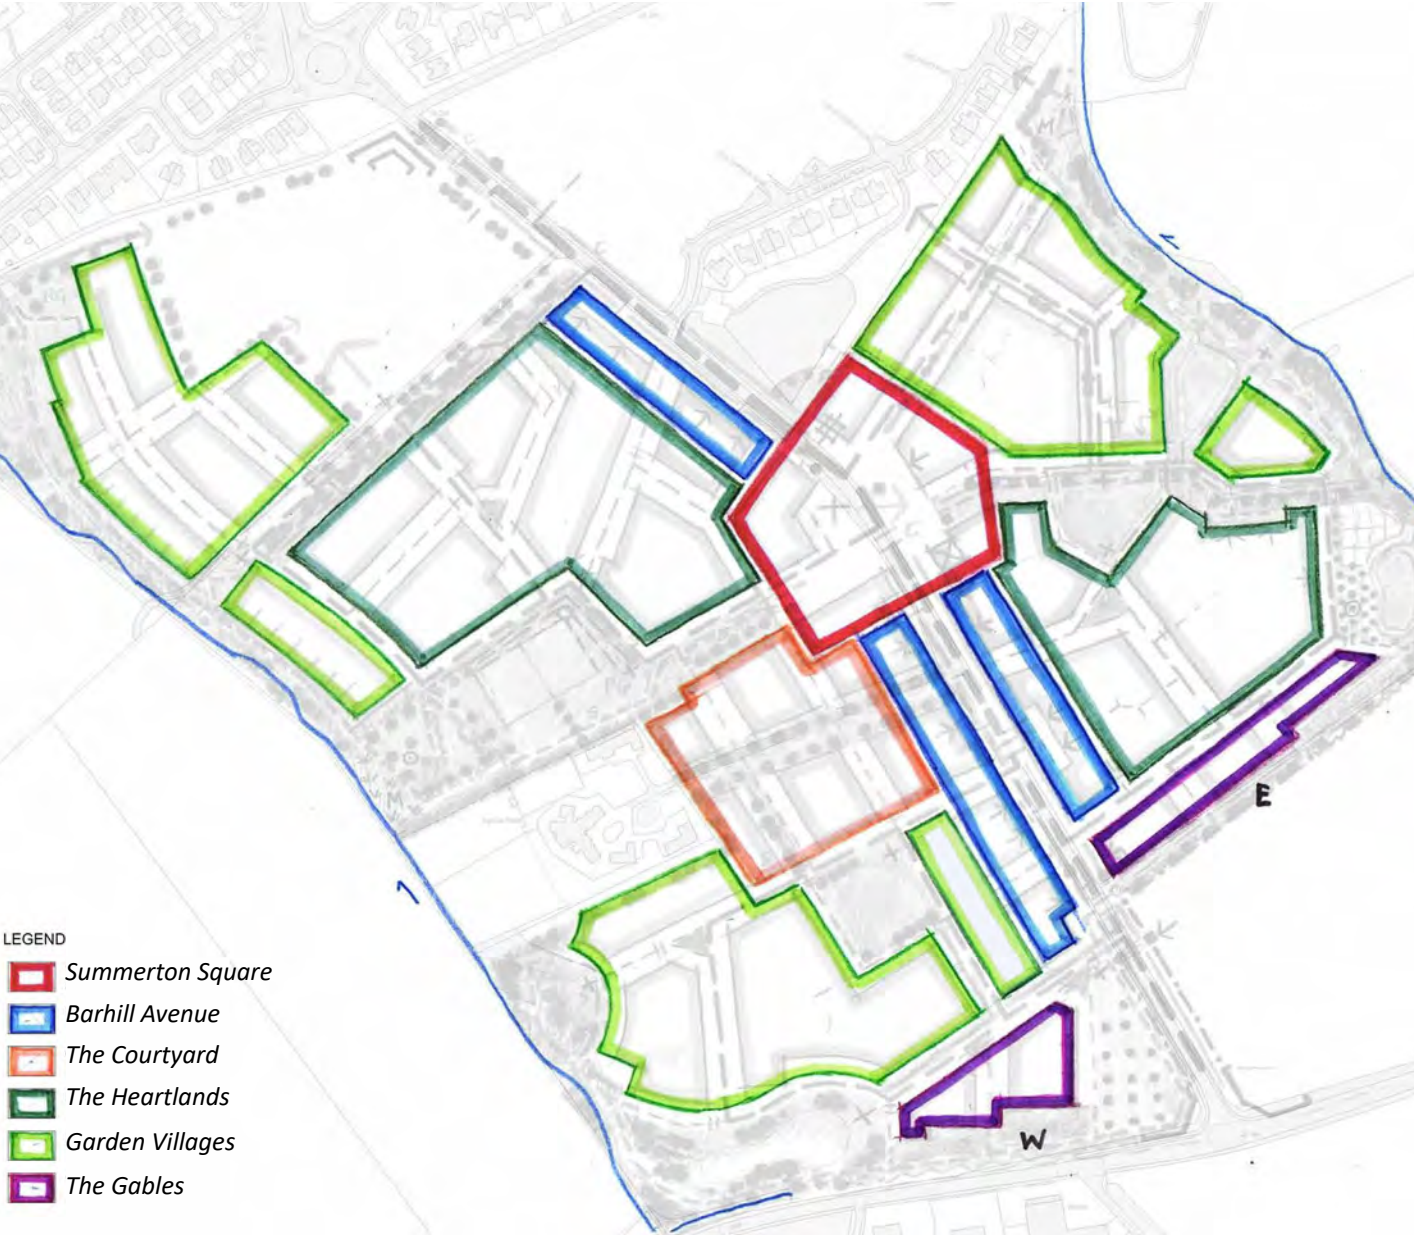 E
W
LEGEND
Summerton Square
Barhill Avenue
The Courtyard
The Heartlands
Garden Villages
The Gables